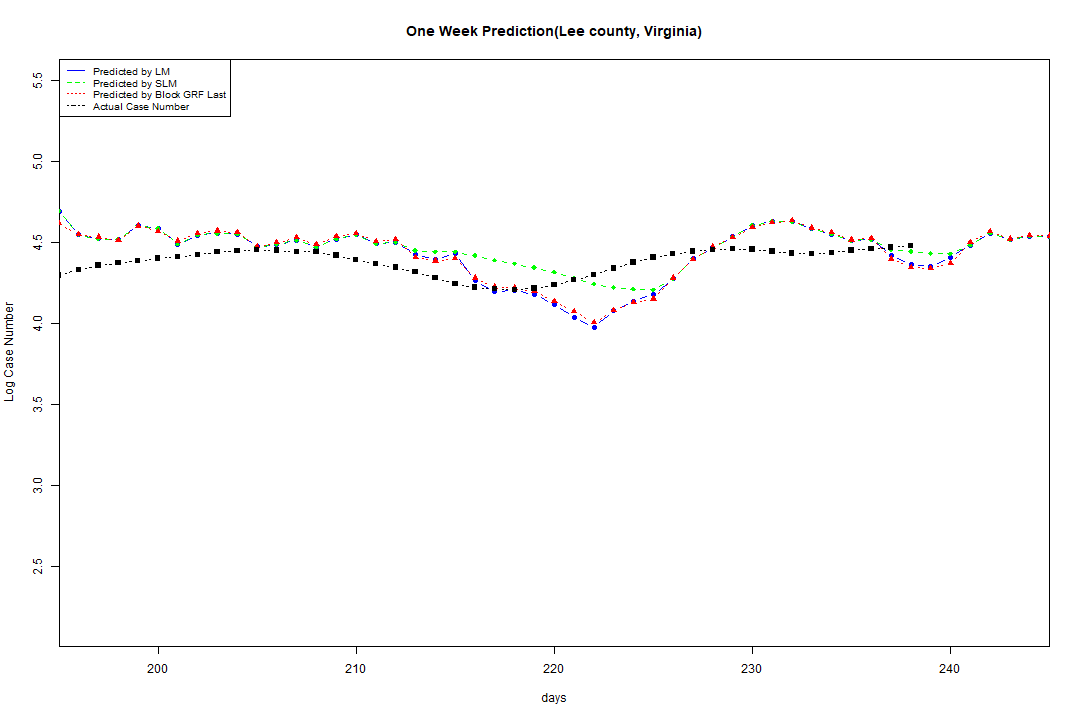 One Week Prediction(Lee county, Virginia)
Predicted by LM
Predicted by SLM
Predicted by Block GRF Last
Actual Case Number
5.5
5.0
4.5
4.0
3.5
3.0
2.5
Log Case Number
200 210 220 230 240
days